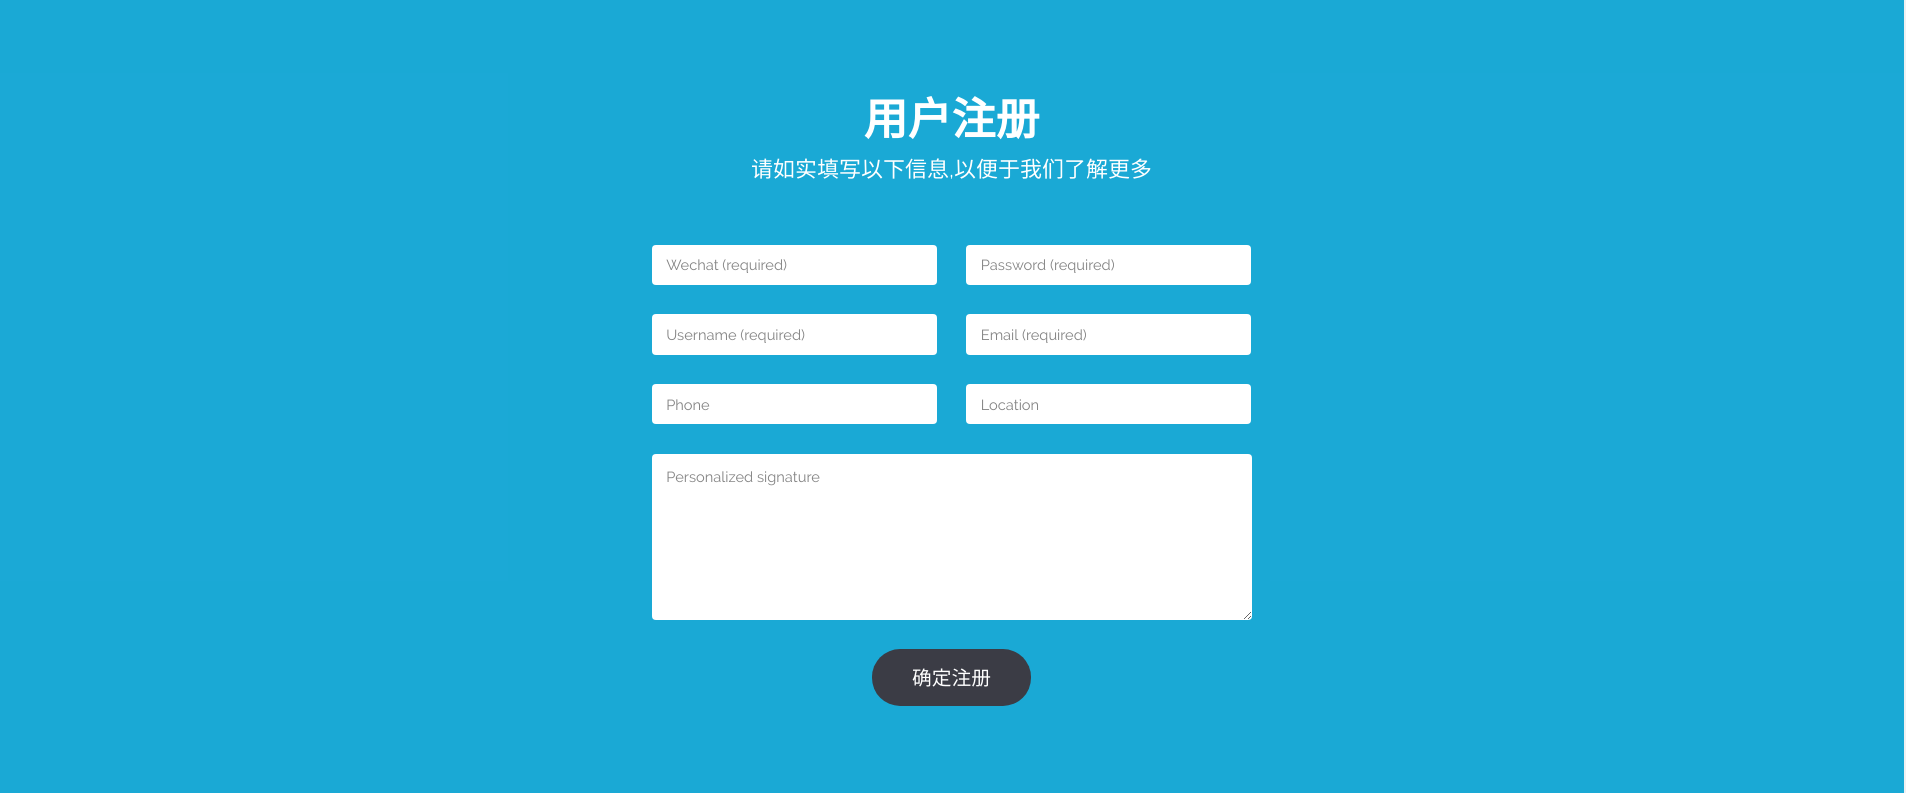 用户注册
请如实填写以下信息,以便于我们了解更多
Wechat (required)
Password (required)
Username (required)
Email (required)
Phone
Location
Personalized signature
确定注册